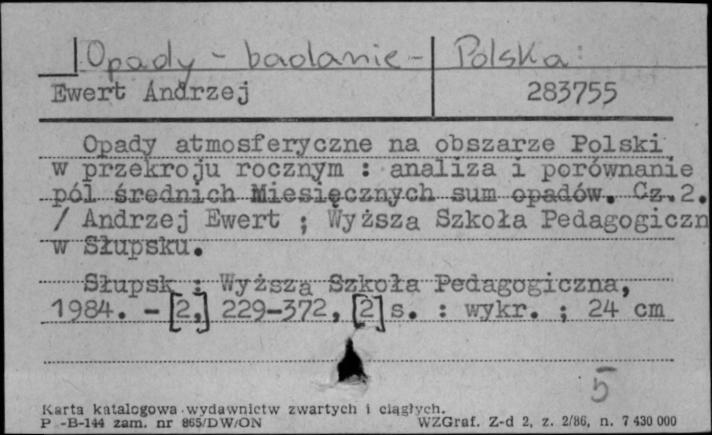 Opady - badanie - Polska:
Ewert Andrzej 283755
Opady atmosferyczne na obszarze Polski
w przekroju rocznym : analiza i porównanie
pól średnich Miesięcznych sum opadów. Cz.2.
/ Andrzej Ewert ; Wyższa Szkoła Pedagogiczn
w Słupsku.
Słupsk : Wyższa Szkoła Pedagogiczna,
1984. - [2,] 229-372, [2] s. : wykr. ; 24 cm
5
Karta katalogowa wydawnictw zwartych i ciągłych.
P -B-144 zam. nr 865/DW/ON WZGraf. Z-d 2, z. 2/86, n. 7 430 000